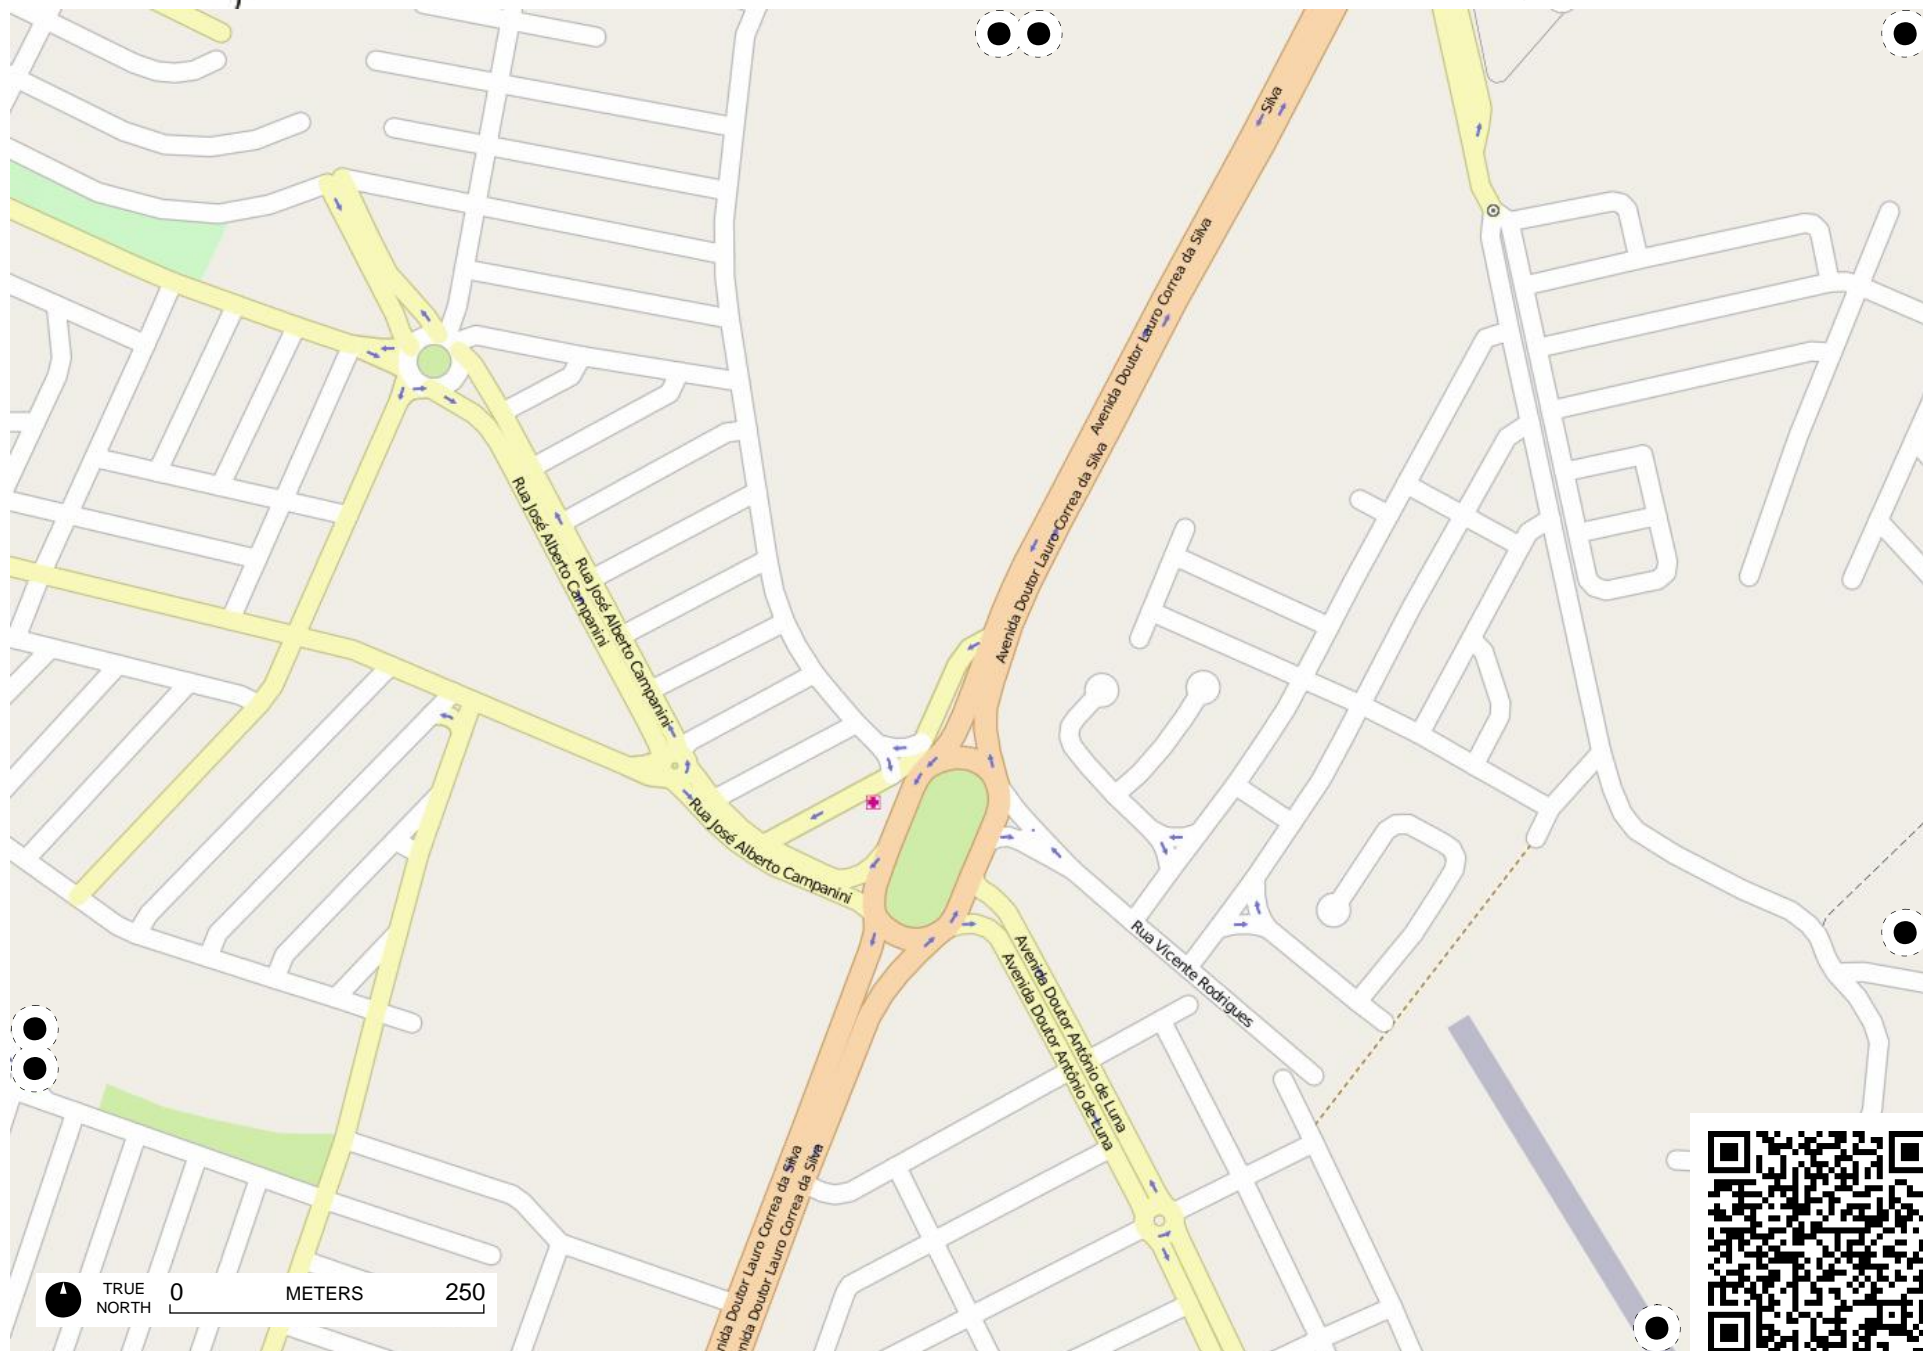 Silva
Avenida Doutor Lauro Correa da Silva
Avenida Doutor Lauro Correa da Silva
Rua José Alberto Campanini
Rua José Alberto Campanini
Rua José Alberto Campanini
Rua Vicente Rodrigues
Avenida Doutor Antônio de Luna
Avenida Doutor Antônio de Luna
nida Doutor Lauro Correa da Silva
nida Doutor Lauro Correa da Silva
TRUE NORTH
0 METERS 250